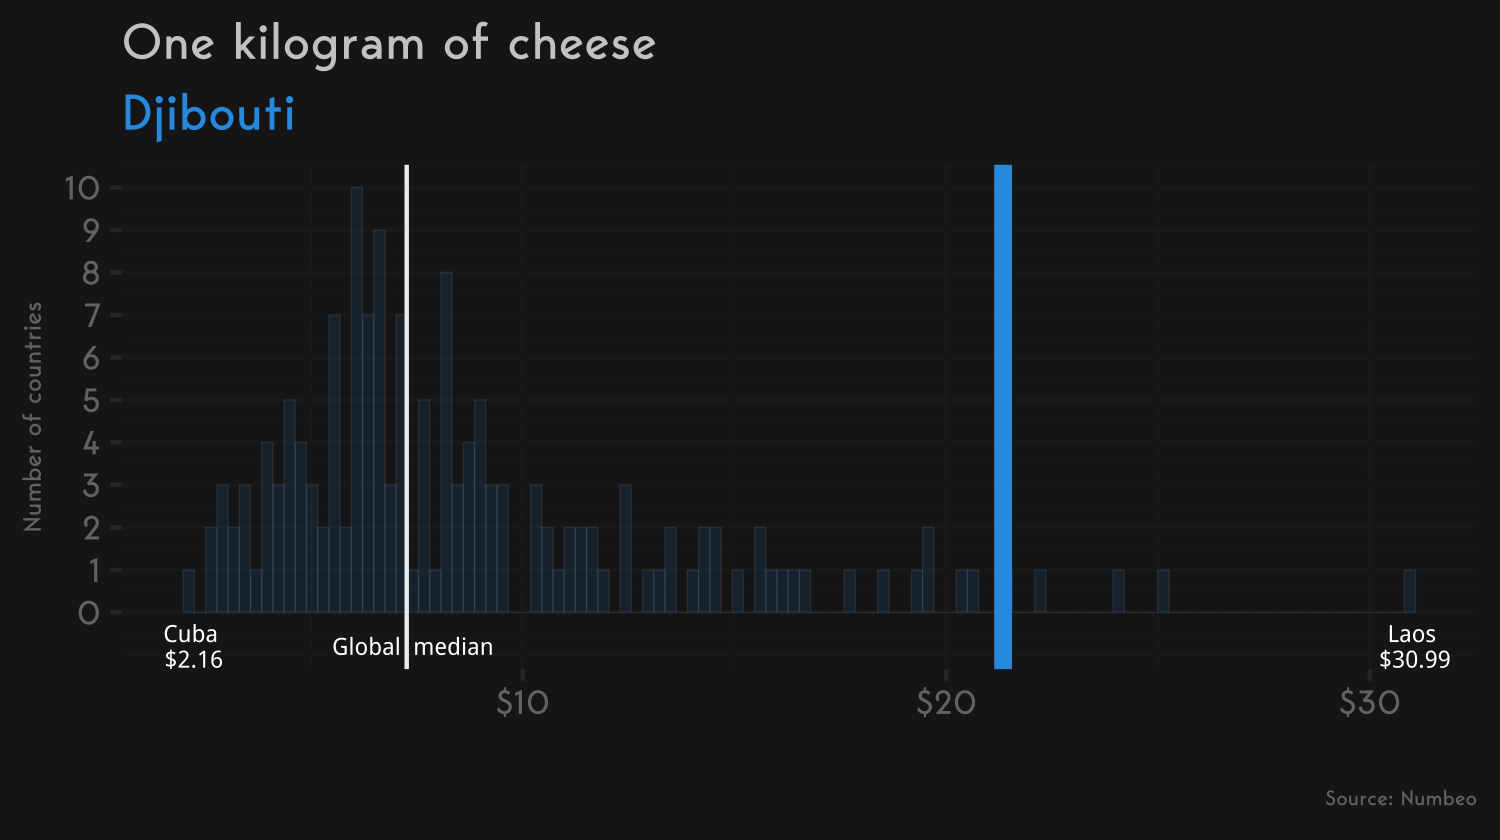 One kilogram of cheese
Djibouti
Number of countries
10
9
8
7
6
5
4
3
2
1
0
Cuba
$2.16
Global median
Laos
$30.99
$10 $20 $30
Source: Numbeo